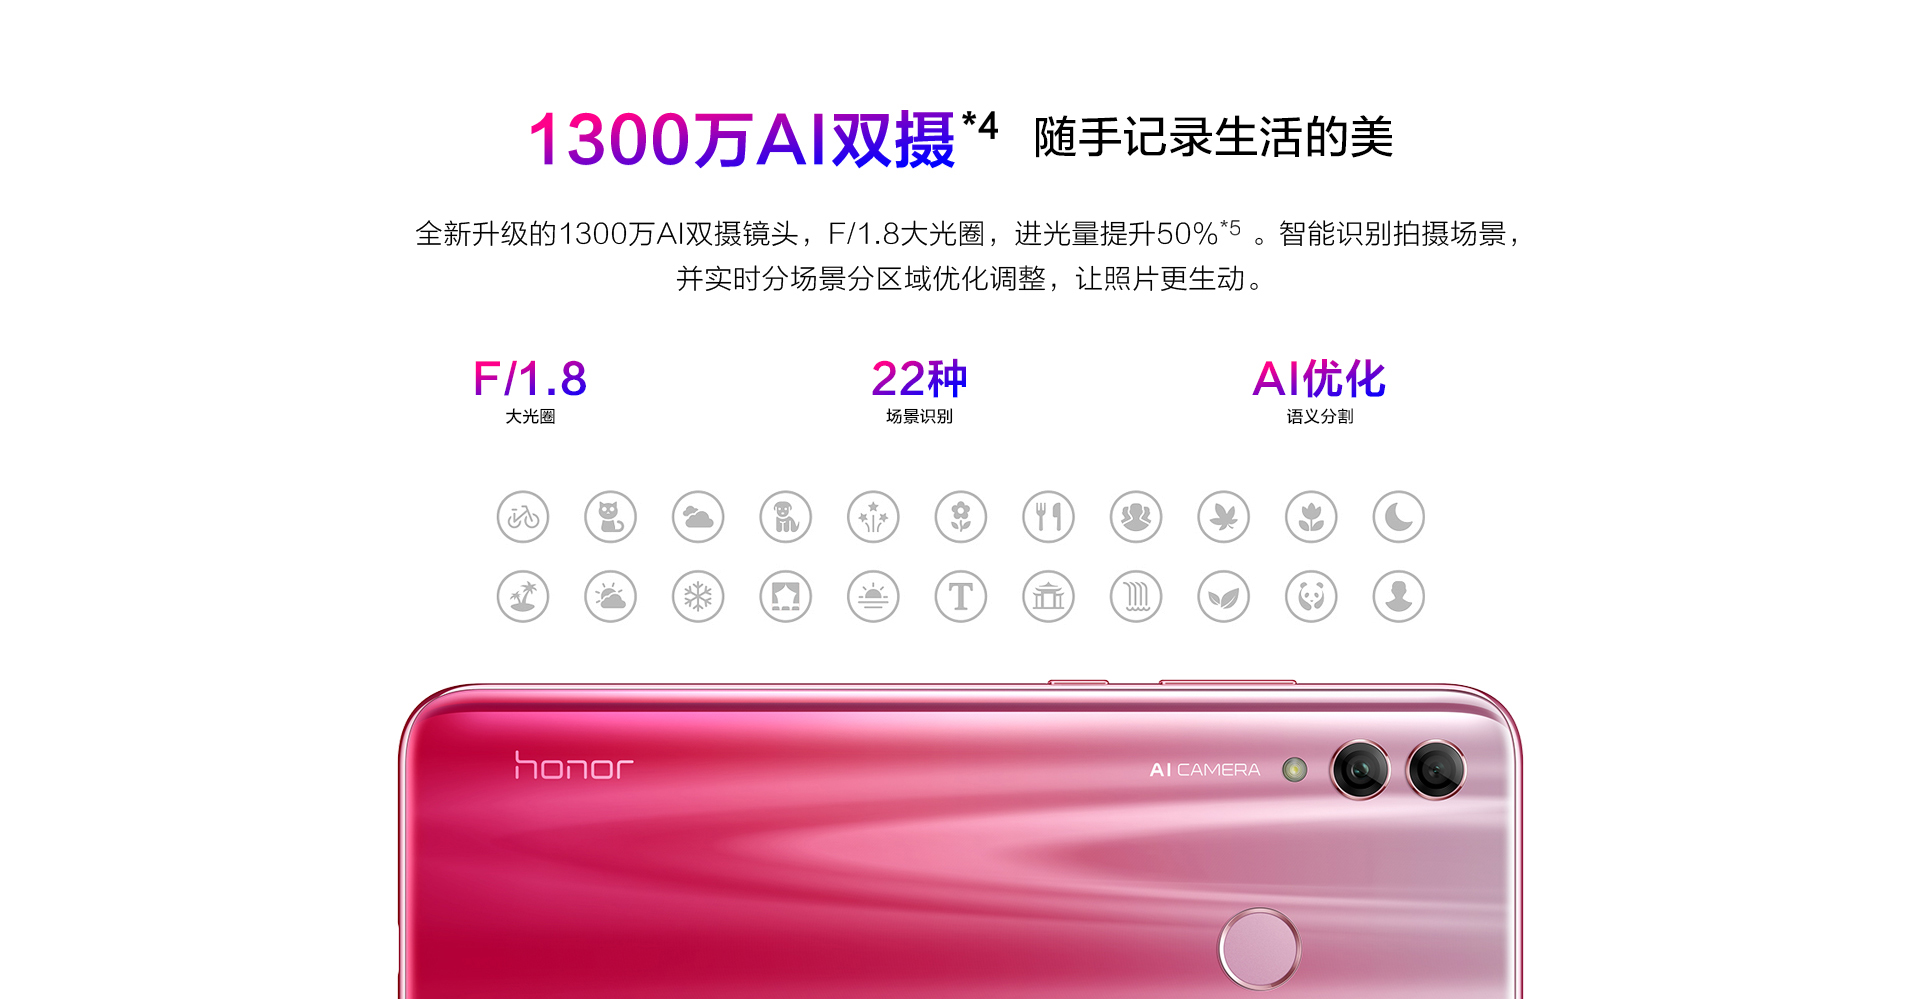 1300万AI双摄*4 随手记录生活的美
全新升级的1300万AI双摄镜头，F/1.8大光圈，进光量提升50%*5 。智能识别拍摄场景，
并实时分场景分区域优化调整，让照片更生动。
F/1.8 22种 AI优化
大光圈 场景识别 语义分割
T
honor AI CAMERA